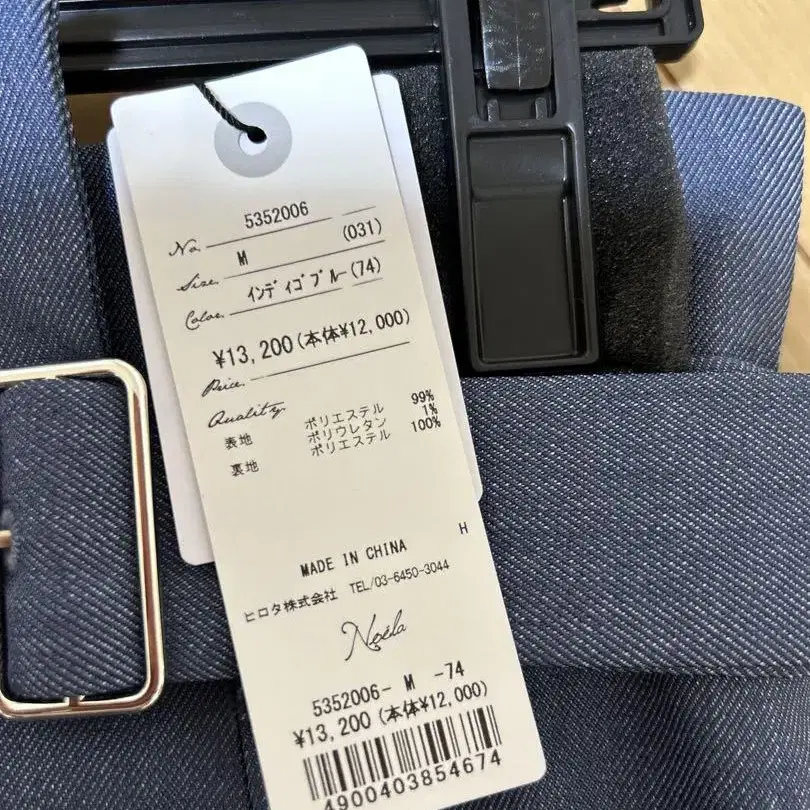 No. 5352006
Size. M (031)
Color. インディゴブルー(74)
¥13,200(本体¥12,000)
Price.
Quality.
表地 ポリエステル 99%
ポリウレタン 1%
裏地 ポリエステル 100%
H
MADE IN CHINA
ヒロタ株式会社 TEL/03-6450-3044
Noëla
5352006- M -74
¥13,200(本体¥12,000)
4900403854674